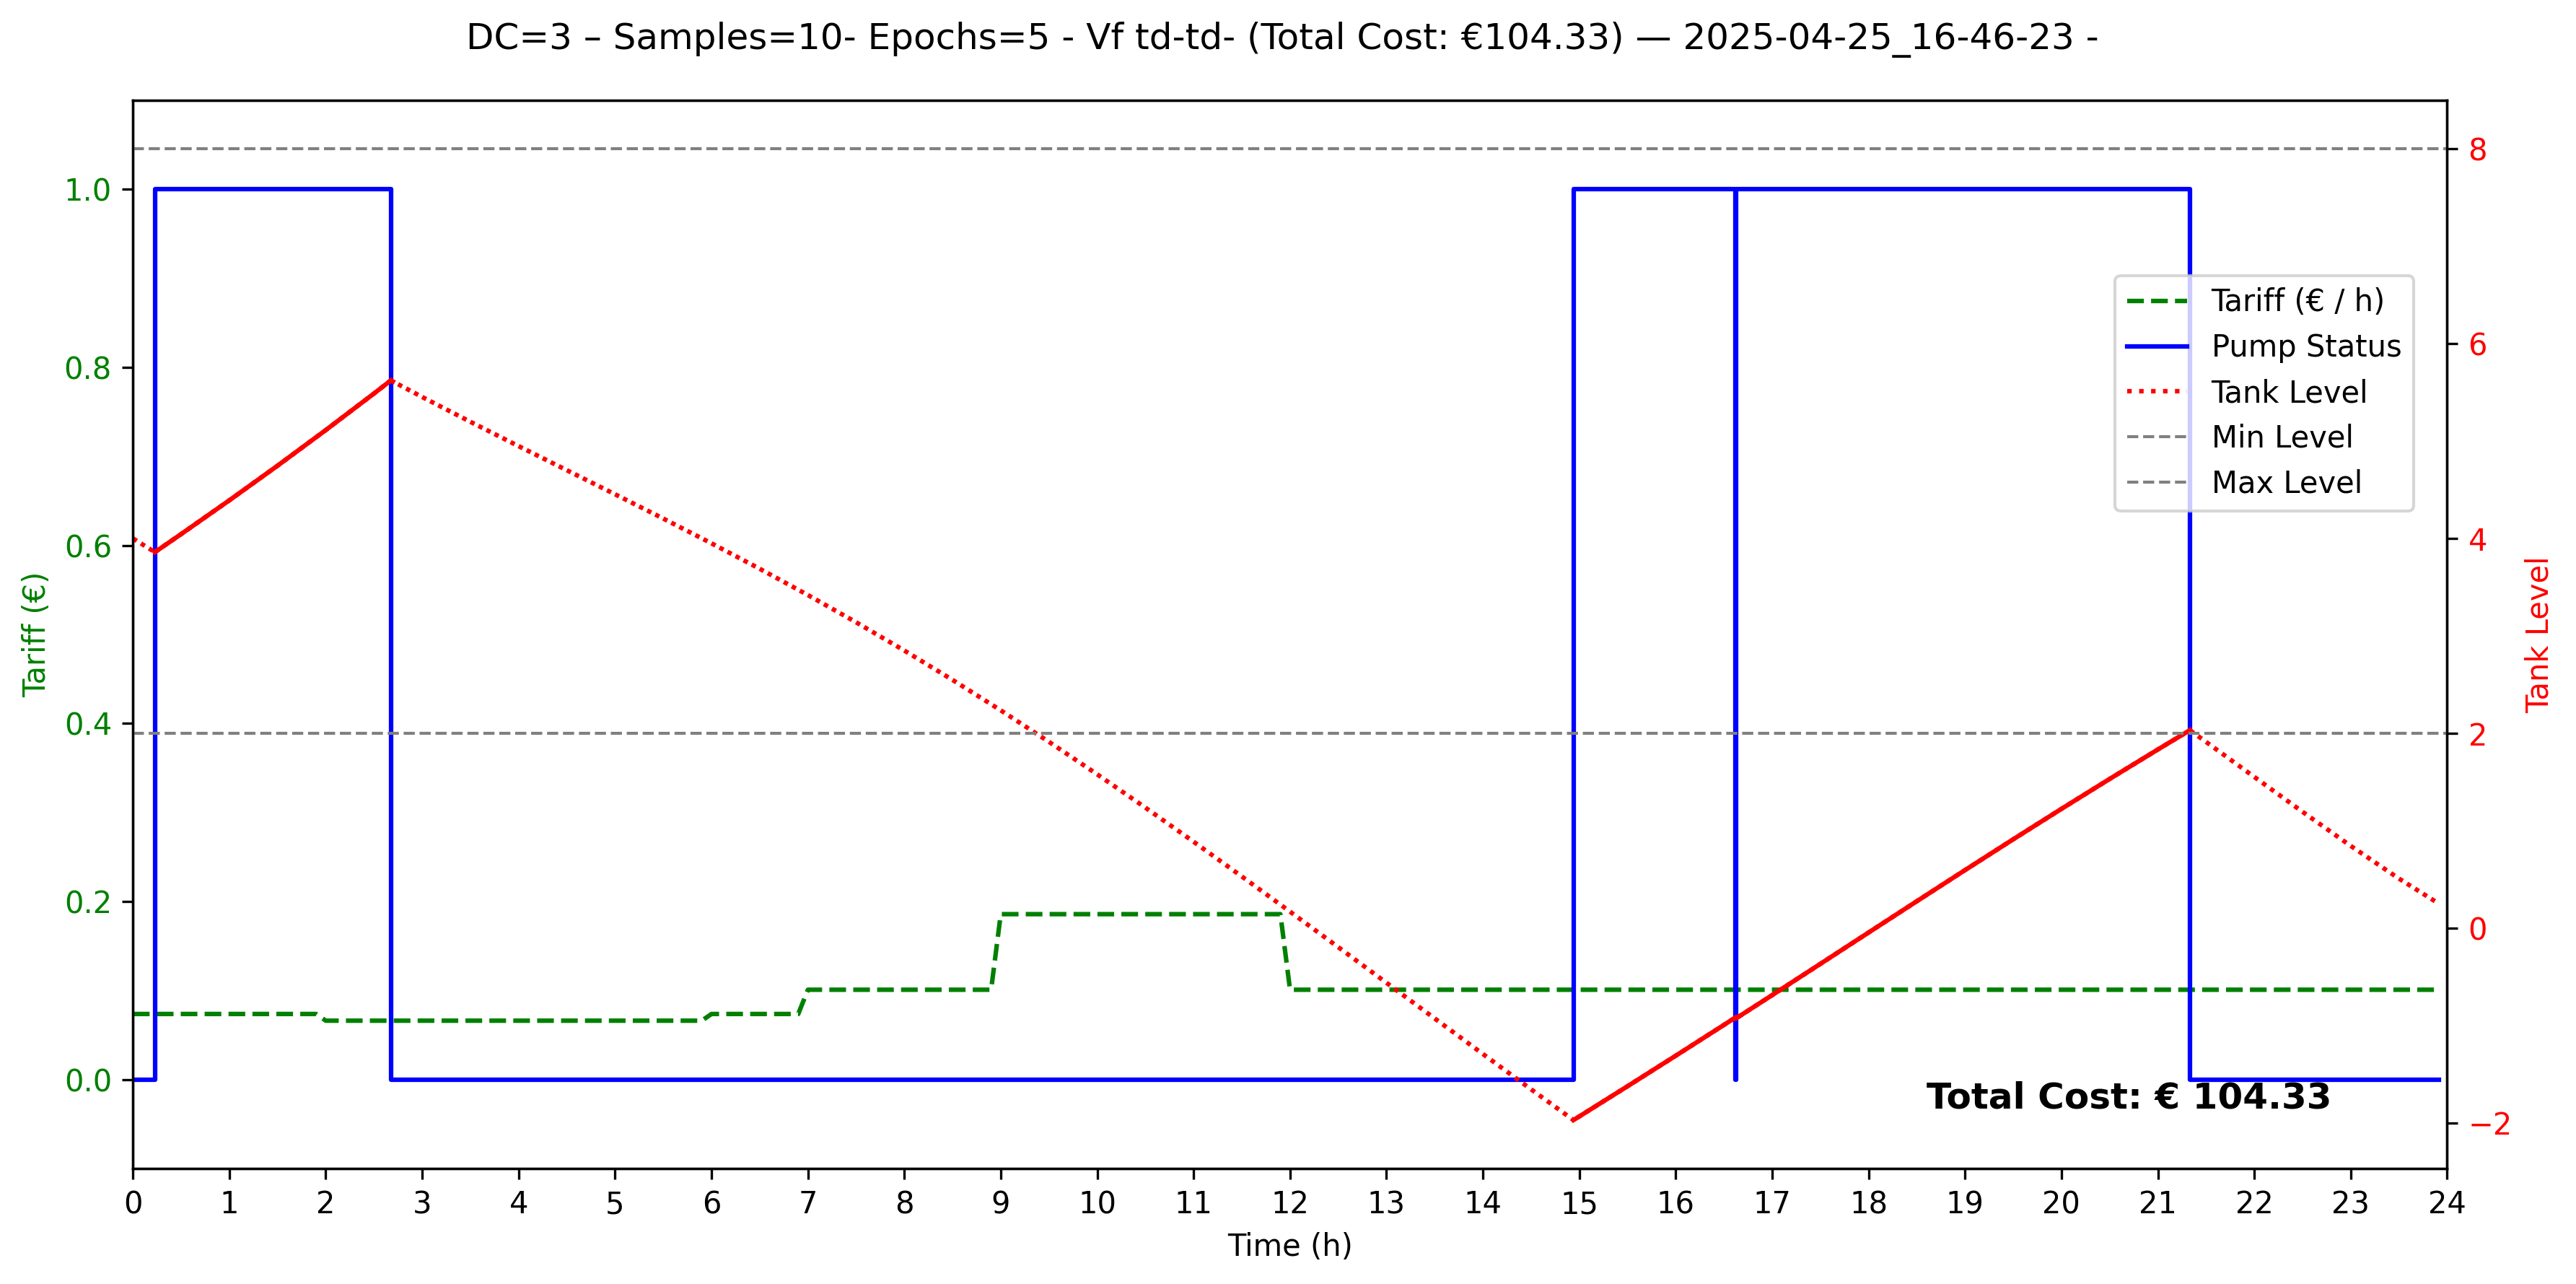 DC=3 – Samples=10- Epochs=5 - Vf td-td- (Total Cost: €104.33) — 2025-04-25_16-46-23 -
1.0
0.8
0.6
0.4
0.2
0.0
Tariff (€)
8
6
4
2
0
−2
Tank Level
Tariff (€ / h)
Pump Status
Tank Level
Min Level
Max Level
Total Cost: € 104.33
0 1 2 3 4 5 6 7 8 9 10 11 12 13 14 15 16 17 18 19 20 21 22 23 24
Time (h)